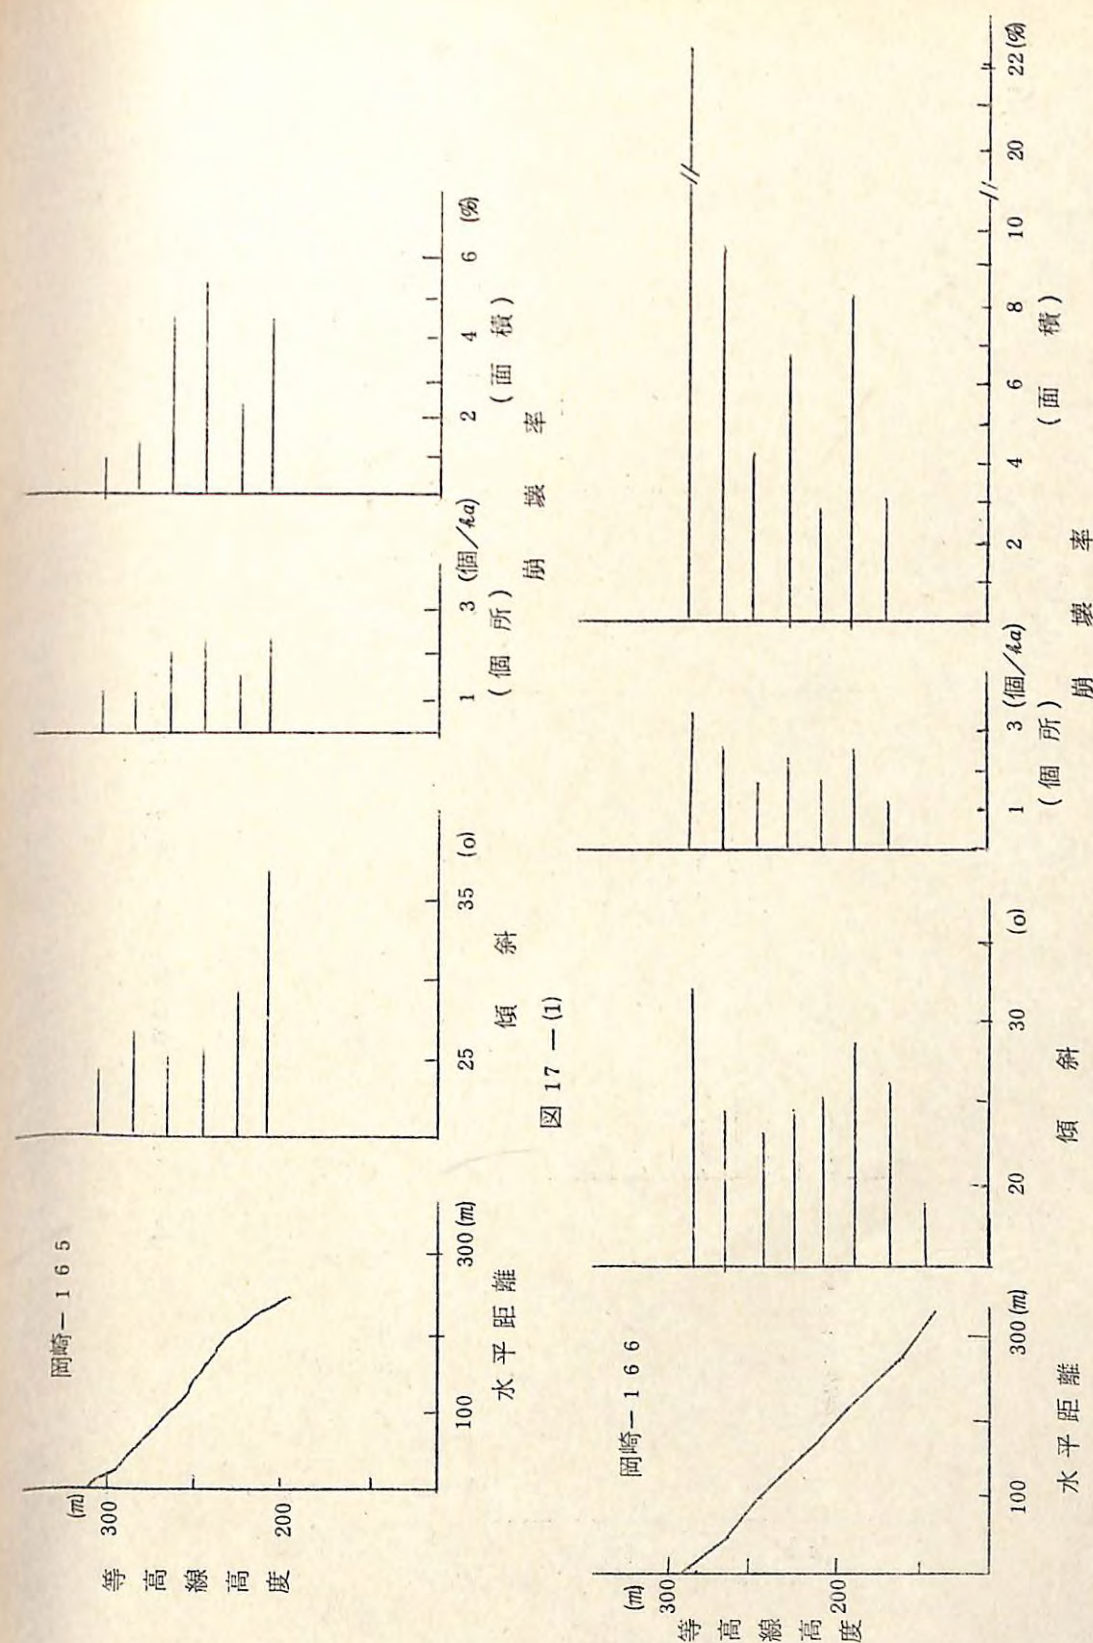 岡崎－165
(m)
300
200
等高線高度
100
300 (m)
水平距離
25
35
(o)
傾斜
1
3 (個/ha)
(個所)
2
4
6
(%)
(面積)
崩壊率
図17－(1)
岡崎－166
(m)
300
200
等高線高度
100
300 (m)
水平距離
20
30
(o)
傾斜
1
3 (個/ha)
(個所)
2
4
6
8
10
20
22 (%)
(面積)
崩壊率